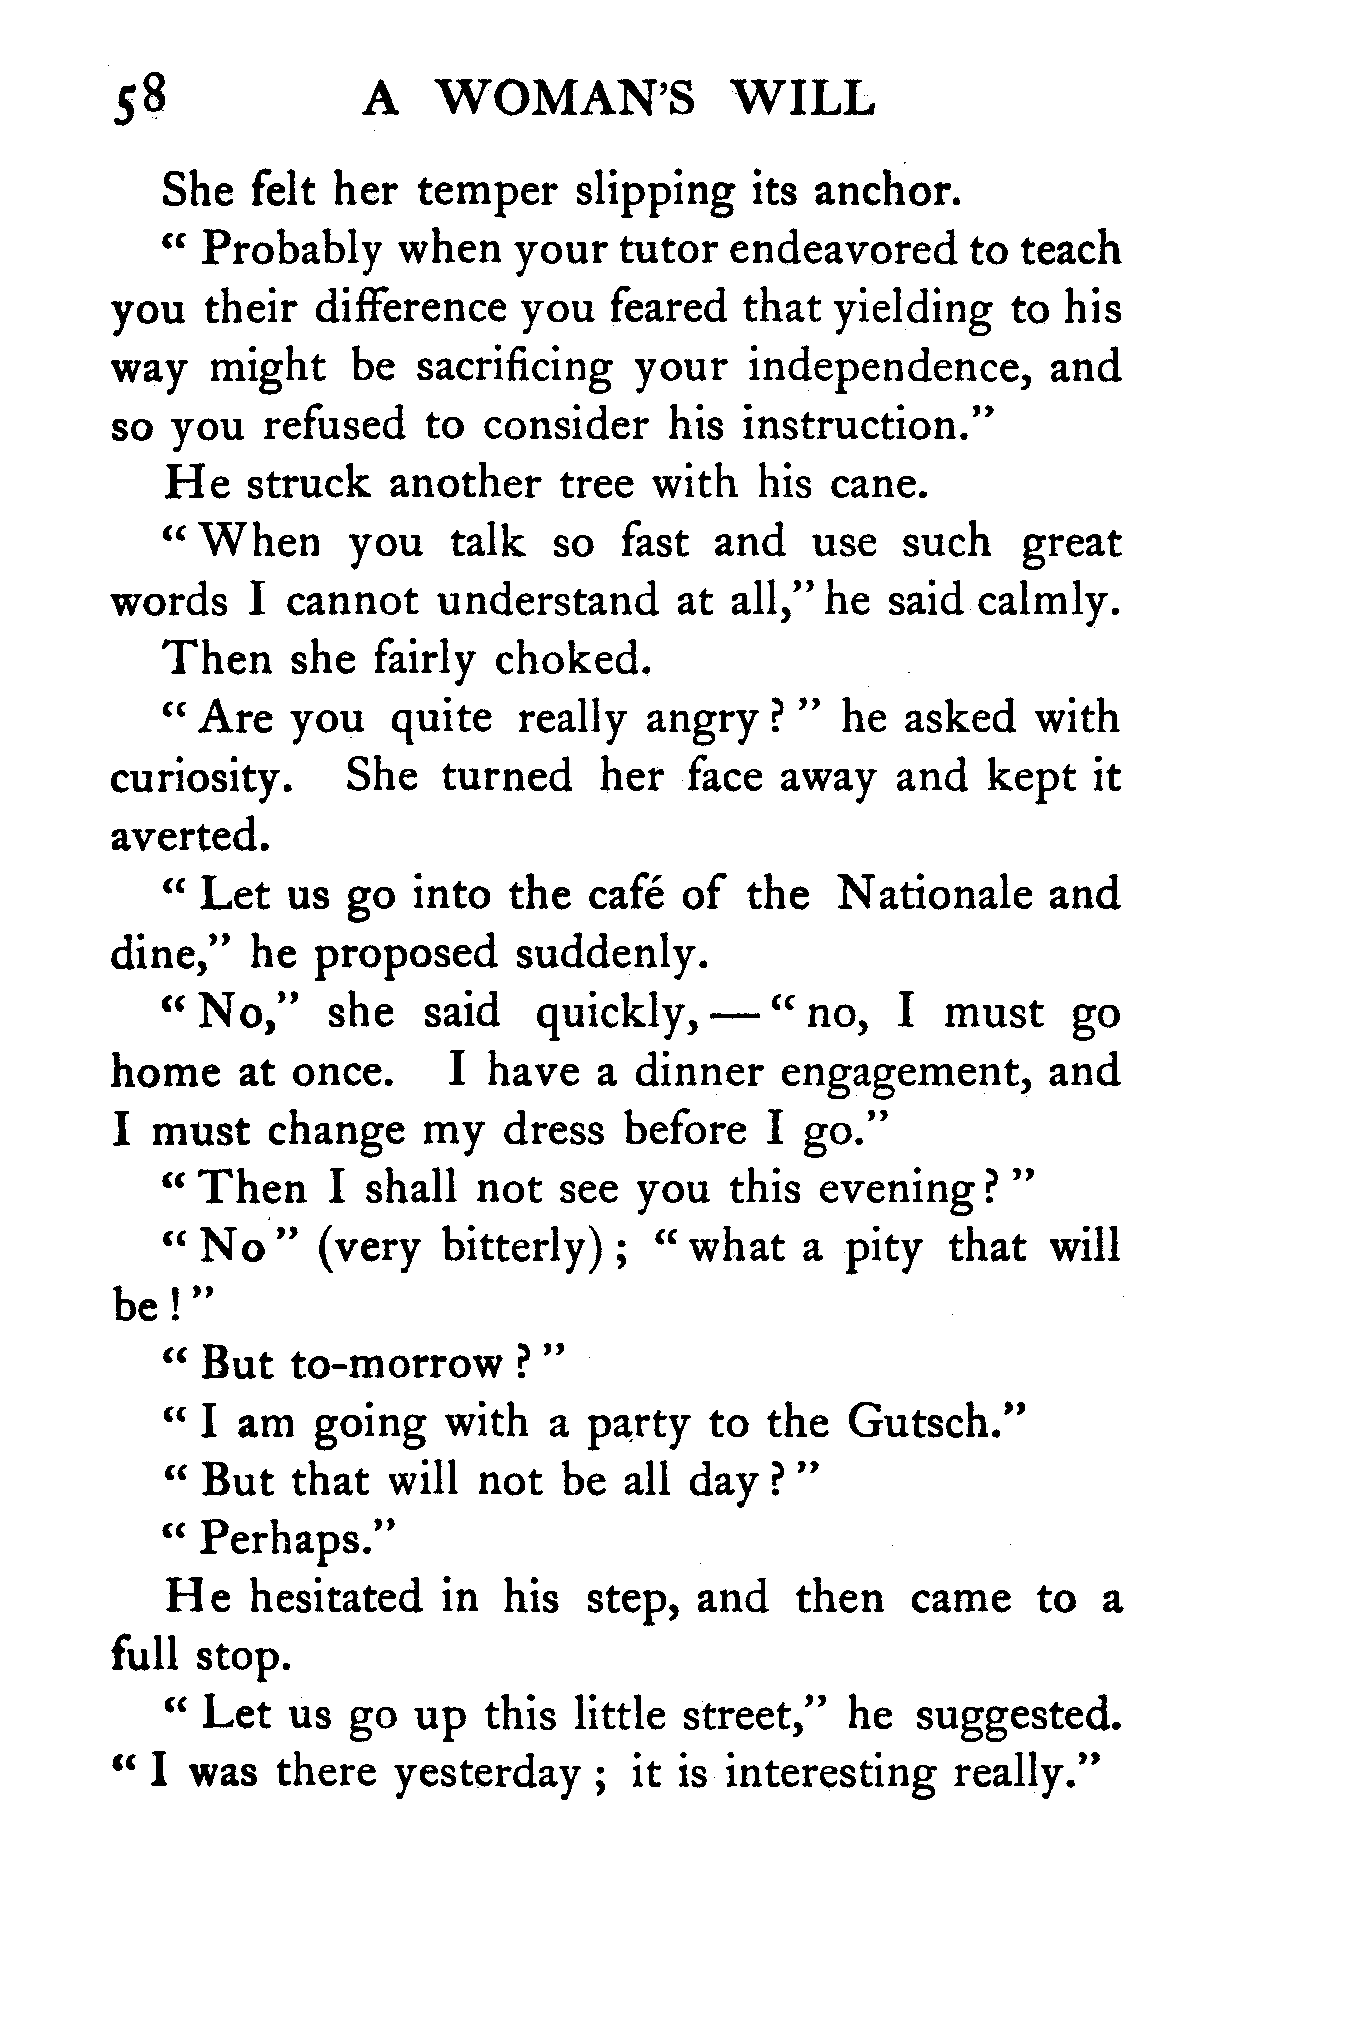 58 A WOMAN'S WILL
She felt her temper slipping its anchor.
“ Probably when your tutor endeavored to teach
you their difference you feared that yielding to his
way might be sacrificing your independence, and
so you refused to consider his instruction.”
He struck another tree with his cane.
“ When you talk so fast and use such great
words I cannot understand at all,” he said calmly.
Then she fairly choked.
“ Are you quite really angry ? ” he asked with
curiosity. She turned her face away and kept it
averted.
“ Let us go into the café of the Nationale and
dine,” he proposed suddenly.
“ No,” she said quickly, — “ no, I must go
home at once. I have a dinner engagement, and
I must change my dress before I go.”
“ Then I shall not see you this evening ? ”
“ No ” (very bitterly) ; “ what a pity that will
be ! ”
“ But to-morrow ? ”
“ I am going with a party to the Gutsch.”
“ But that will not be all day ? ”
“ Perhaps.”
He hesitated in his step, and then came to a
full stop.
“ Let us go up this little street,” he suggested.
“ I was there yesterday ; it is interesting really.”